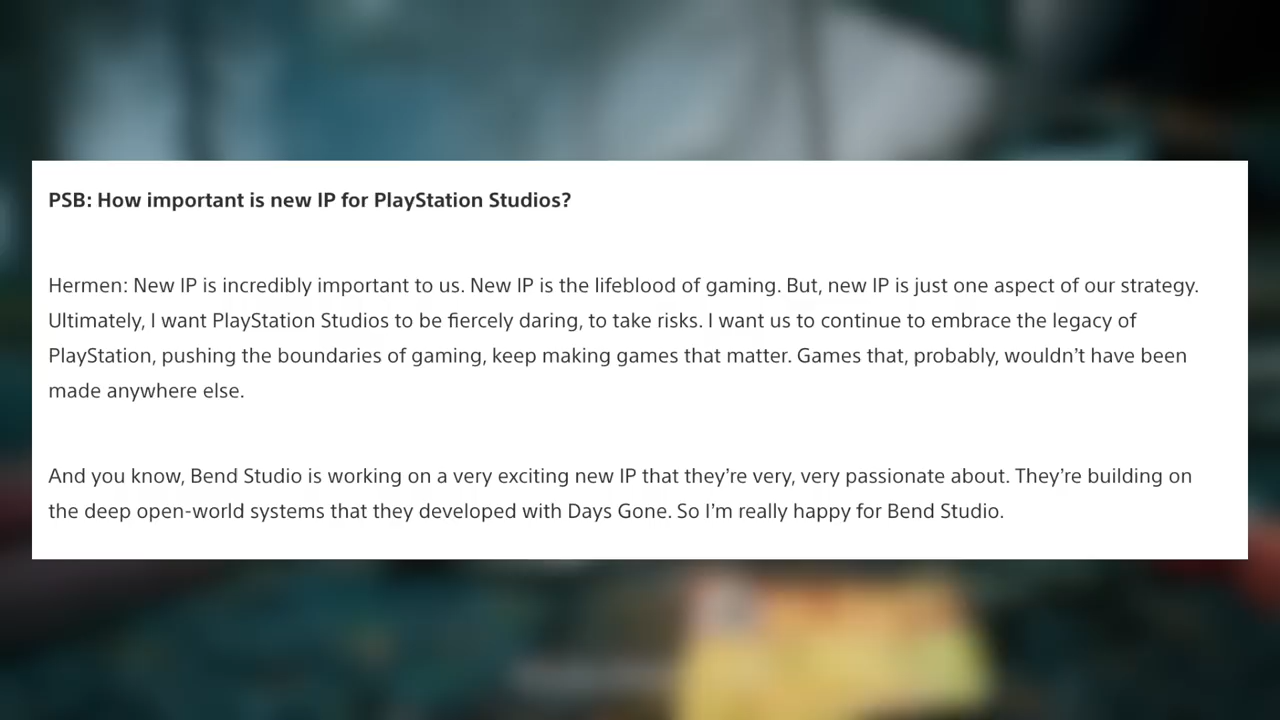 PSB: How important is new IP for PlayStation Studios?
Hermen: New IP is incredibly important to us. New IP is the lifeblood of gaming. But, new IP is just one aspect of our strategy.
Ultimately, I want PlayStation Studios to be fiercely daring, to take risks. I want us to continue to embrace the legacy of
PlayStation, pushing the boundaries of gaming, keep making games that matter. Games that, probably, wouldn’t have been
made anywhere else.
And you know, Bend Studio is working on a very exciting new IP that they’re very, very passionate about. They’re building on
the deep open-world systems that they developed with Days Gone. So I’m really happy for Bend Studio.